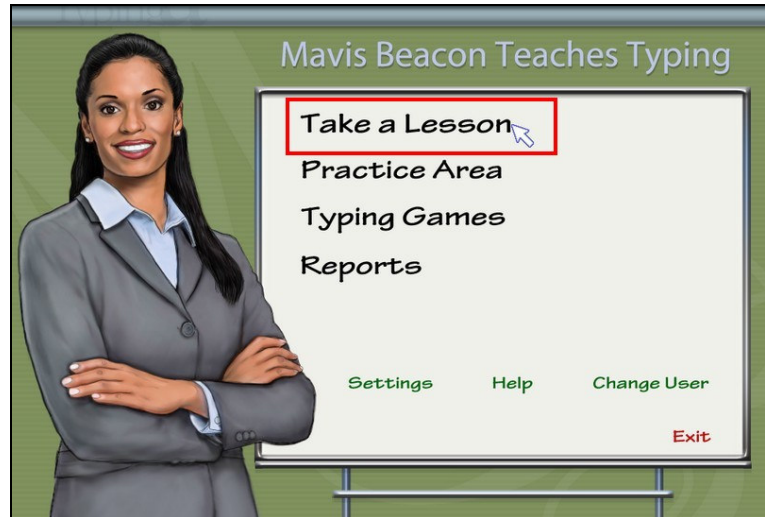 Mavis Beacon Teaches Typing
Take a Lesson
Practice Area
Typing Games
Reports
Settings Help Change User
Exit